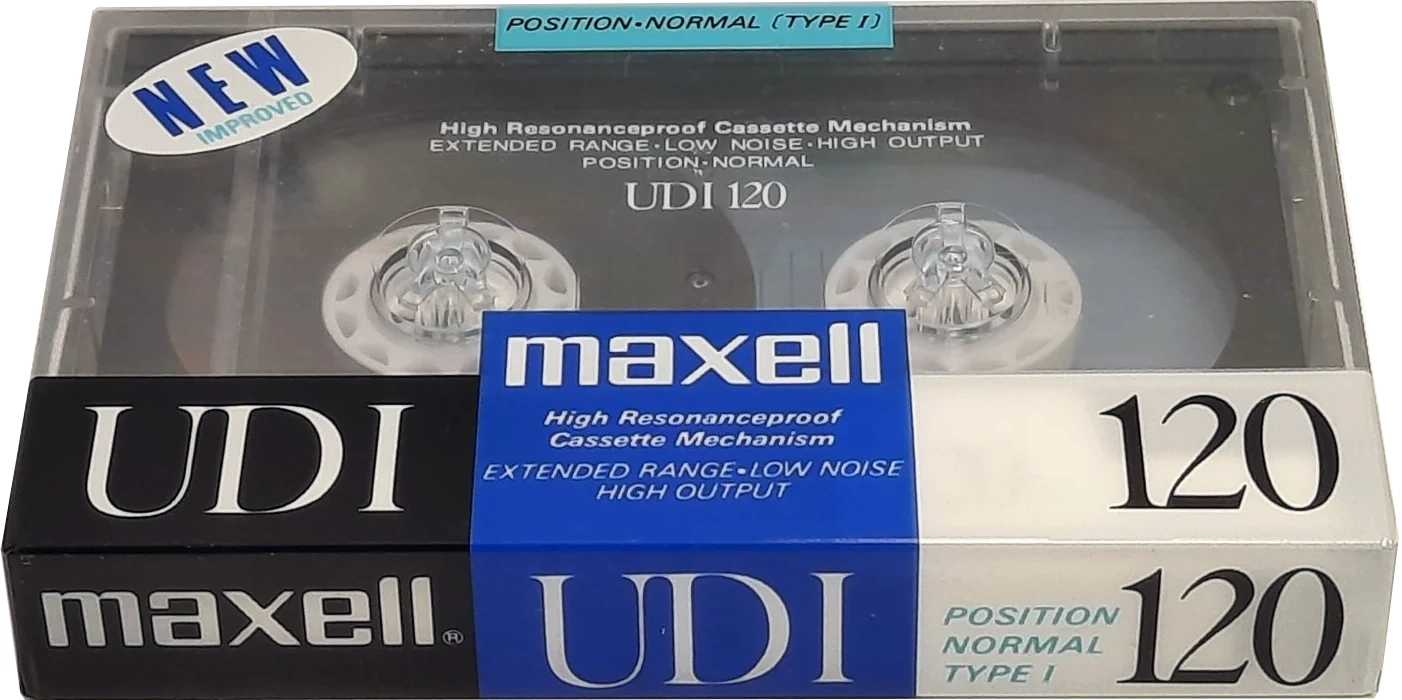 POSITION•NORMAL (TYPE I)
NEW
IMPROVED
High Resonanceproof Cassette Mechanism
EXTENDED RANGE·LOW NOISE·HIGH OUTPUT
POSITION·NORMAL
UDI 120
maxell
High Resonanceproof
Cassette Mechanism
EXTENDED RANGE•LOW NOISE
HIGH OUTPUT
UDI
120
maxell®
UDI
POSITION
NORMAL
TYPE I
120